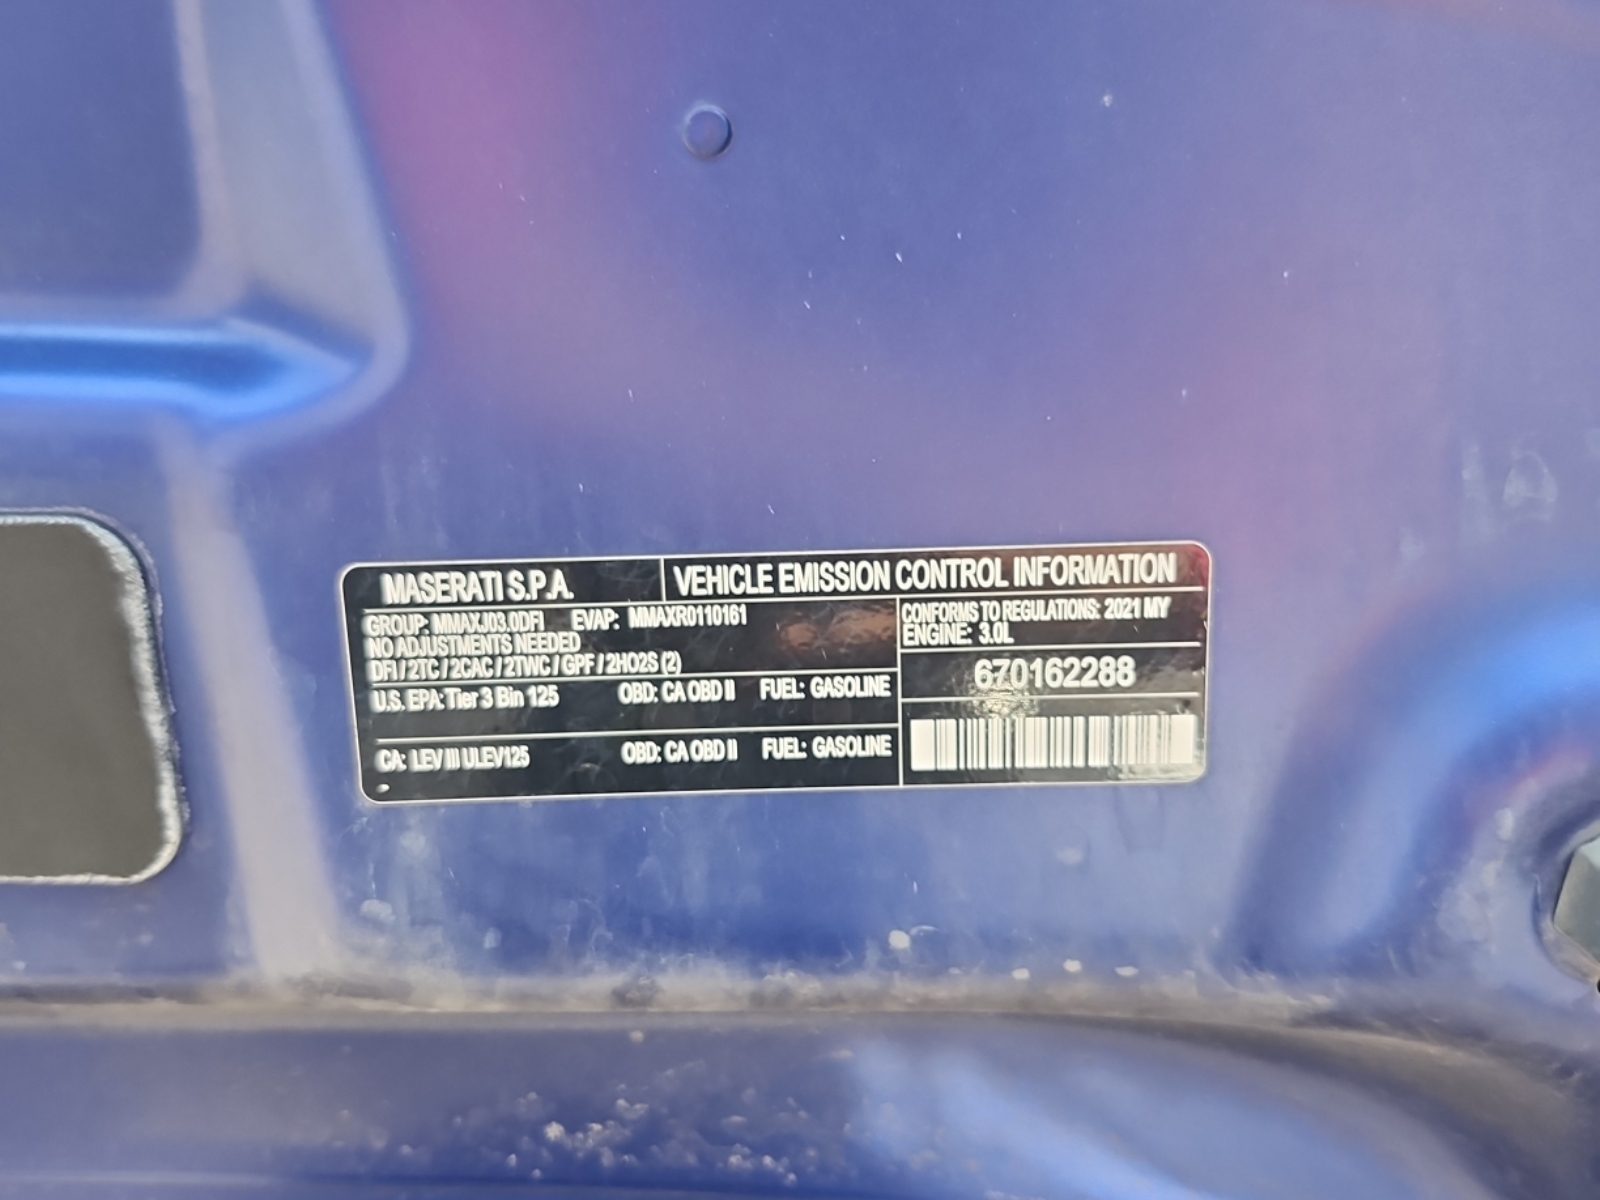 MASERATI S.P.A.
VEHICLE EMISSION CONTROL INFORMATION
GROUP: MMAXJ03.0DFI EVAP: MMAXR0110161
NO ADJUSTMENTS NEEDED
DFI / 2TC / 2CAC / 2TWC / GPF / 2HO2S (2)
CONFORMS TO REGULATIONS: 2021 MY
ENGINE: 3.0L
670162288
U.S. EPA: Tier 3 Bin 125 OBD: CA OBD II FUEL: GASOLINE
CA: LEV III ULEV125 OBD: CA OBD II FUEL: GASOLINE